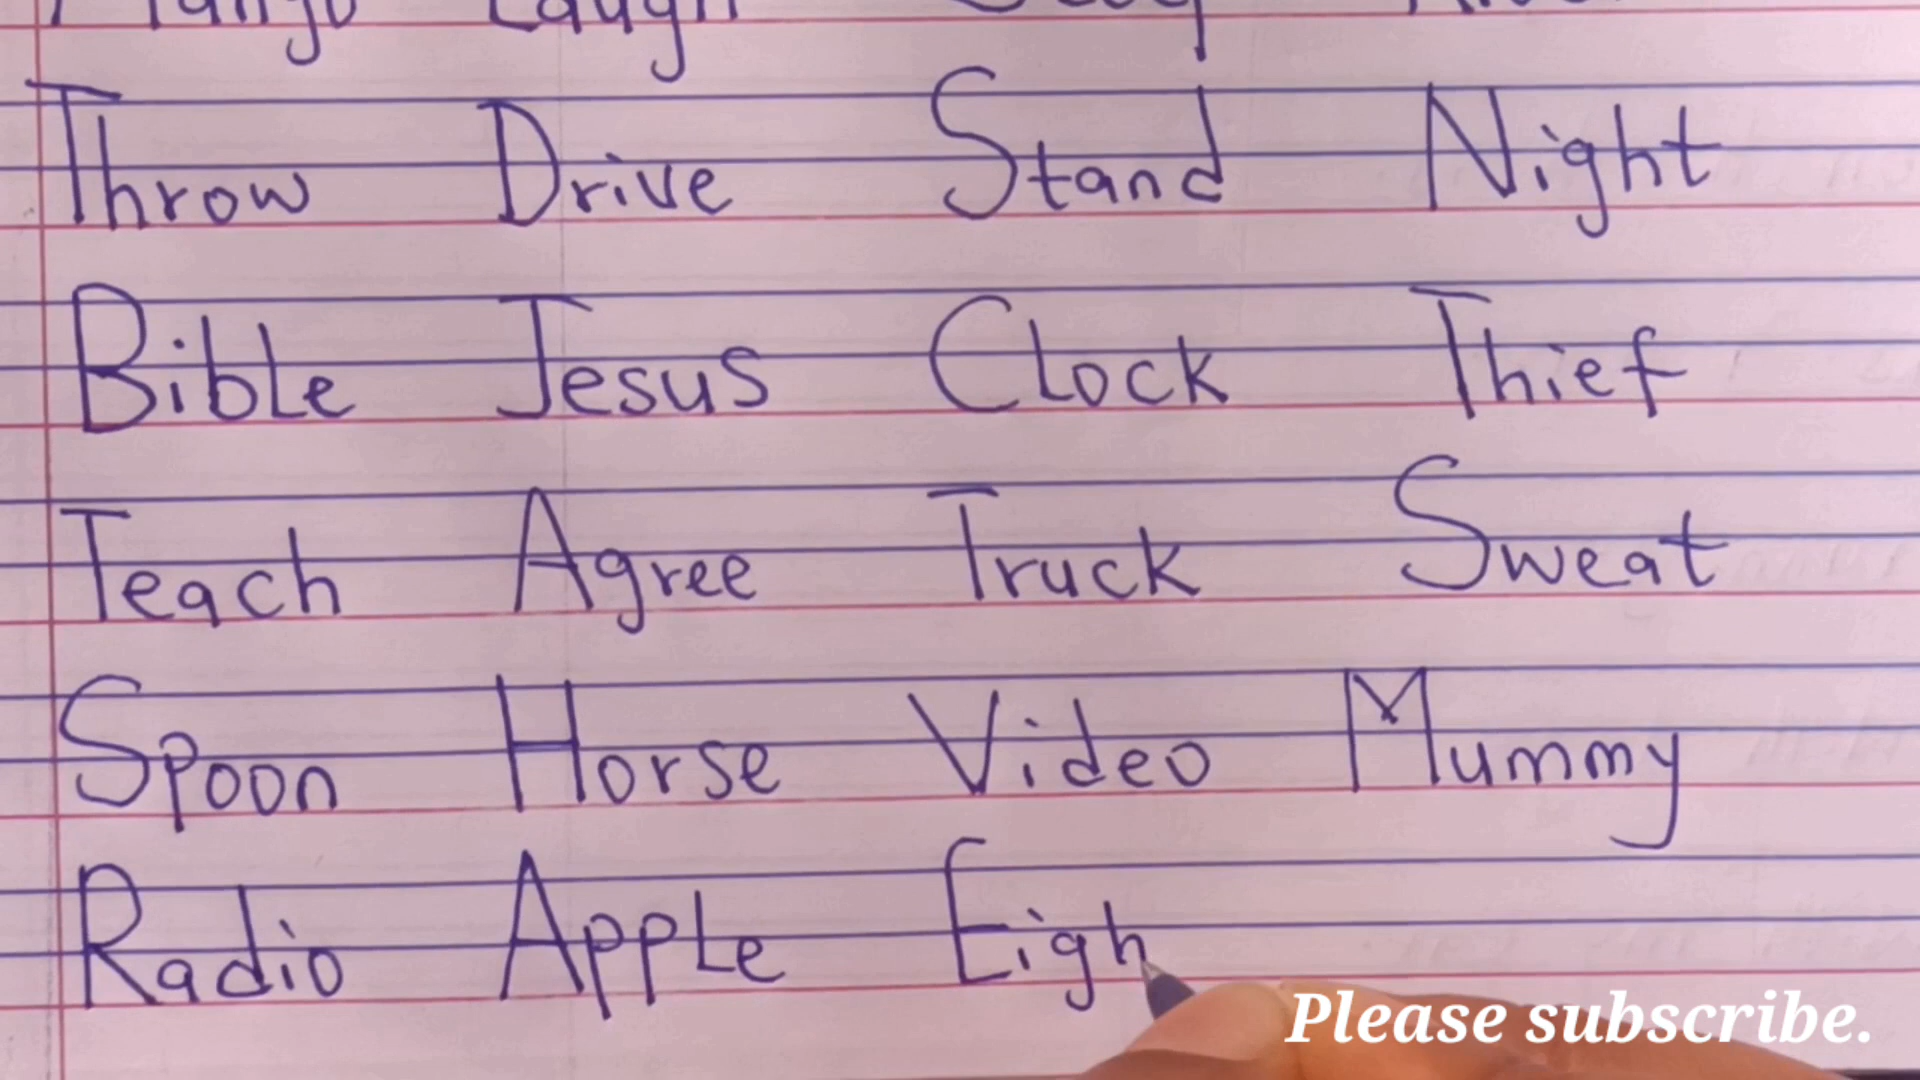 Laugh
Throw Drive Stand Night
Bible Jesus Clock Thief
Teach Agree Truck Sweat
Spoon Horse Video Mummy
Radio Apple Eigh
Please subscribe.